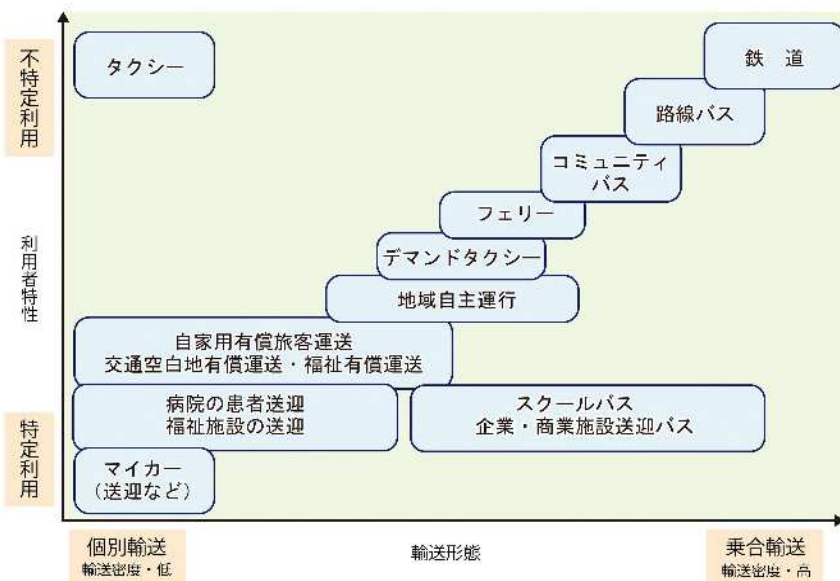 不特定利用
利用者特性
特定利用
タクシー
鉄　道
路線バス
コミュニティ
バス
フェリー
デマンドタクシー
地域自主運行
自家用有償旅客運送
交通空白地有償運送・福祉有償運送
病院の患者送迎
福祉施設の送迎
スクールバス
企業・商業施設送迎バス
マイカー
(送迎など)
個別輸送
輸送密度・低
輸送形態
乗合輸送
輸送密度・高